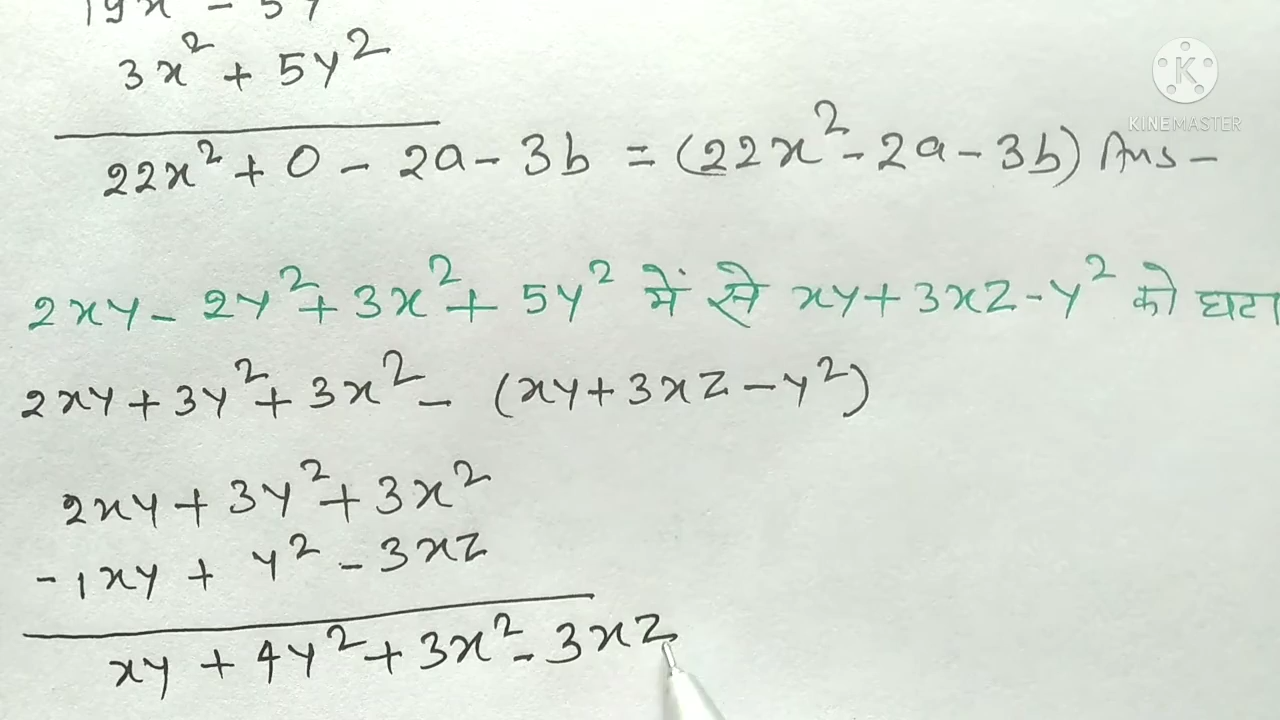 3x² + 5y²
22x² + 0 - 2a - 3b = (22x² - 2a - 3b) Ans -
2xy - 2y² + 3x² + 5y² में से xy + 3xz - y² को घटा
2xy + 3y² + 3x² - (xy + 3xz - y²)
2xy + 3y² + 3x²
-1xy + y² - 3xz
xy + 4y² + 3x² - 3xz
K
KINEMASTER